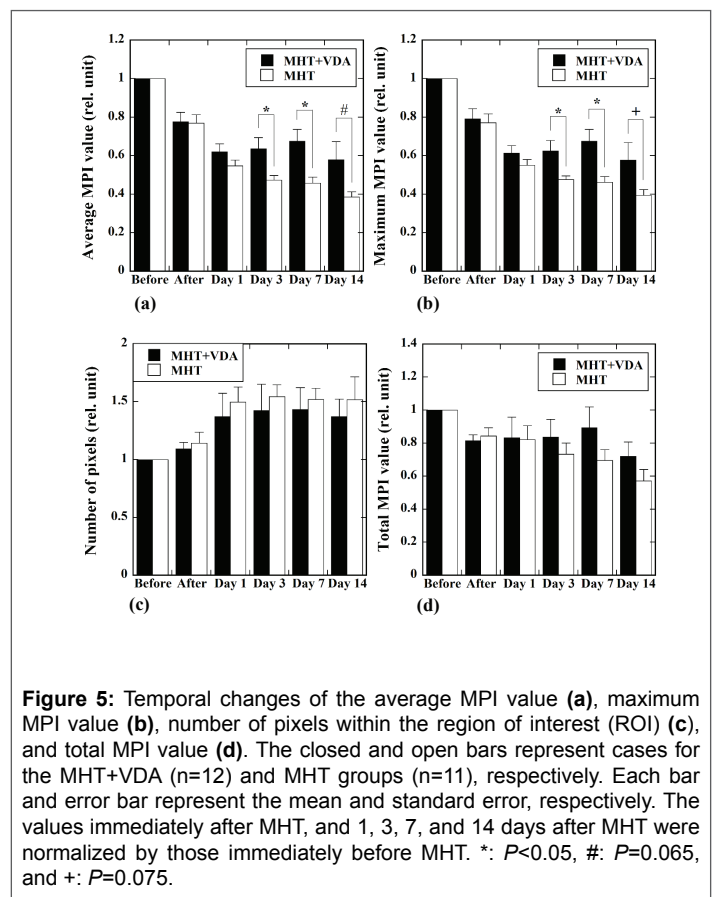 1.2
1
0.8
0.6
0.4
0.2
0
Average MPI value (rel. unit)
MHT+VDA
MHT
*
*
#
Before After Day 1 Day 3 Day 7 Day 14
(a)
1.2
1
0.8
0.6
0.4
0.2
0
Maximum MPI value (rel. unit)
MHT+VDA
MHT
*
*
+
Before After Day 1 Day 3 Day 7 Day 14
(b)
2
1.5
1
0.5
0
Number of pixels (rel. unit)
MHT+VDA
MHT
Before After Day 1 Day 3 Day 7 Day 14
(c)
1.4
1.2
1
0.8
0.6
0.4
0.2
0
Total MPI value (rel. unit)
MHT+VDA
MHT
Before After Day 1 Day 3 Day 7 Day 14
(d)
Figure 5: Temporal changes of the average MPI value (a), maximum
MPI value (b), number of pixels within the region of interest (ROI) (c),
and total MPI value (d). The closed and open bars represent cases for
the MHT+VDA (n=12) and MHT groups (n=11), respectively. Each bar
and error bar represent the mean and standard error, respectively. The
values immediately after MHT, and 1, 3, 7, and 14 days after MHT were
normalized by those immediately before MHT. *: P<0.05, #: P=0.065,
and +: P=0.075.